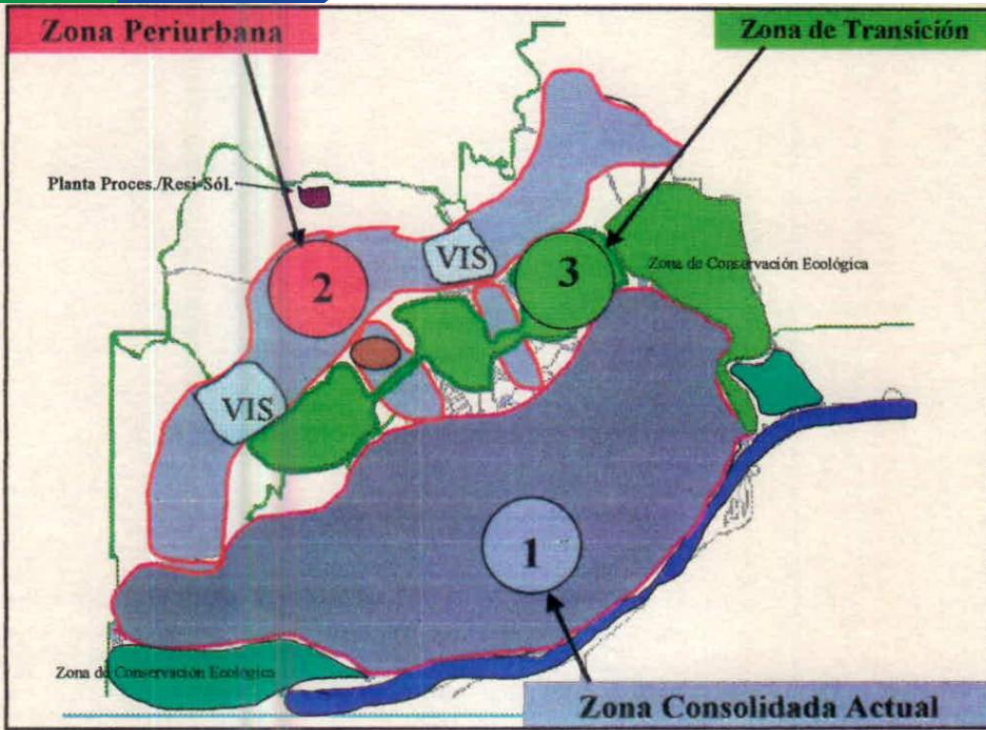 Zona Periurbana
Zona de Transición
Planta Proces./Resi-Sól.
VIS
3
Zona de Conservación Ecológica
2
VIS
1
Zona de Conservación Ecológica
Zona Consolidada Actual